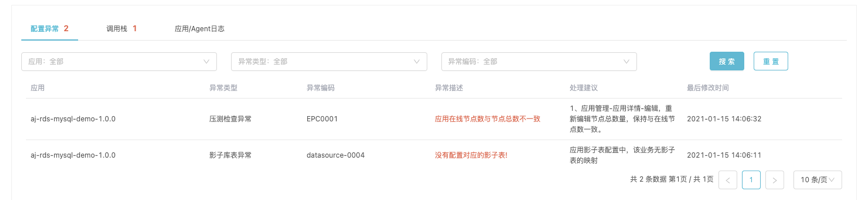 配置异常 2 调用栈 1 应用/Agent日志
应用：全部 异常类型：全部 异常编码：全部 搜 索 重 置
应用 异常类型 异常编码 异常描述 处理建议 最后修改时间
aj-rds-mysql-demo-1.0.0 压测检查异常 EPC0001 应用在线节点数与节点总数不一致 1、应用管理-应用详情-编辑，重
新编辑节点总数量，保持与在线节
点数一致。 2021-01-15 14:06:32
aj-rds-mysql-demo-1.0.0 影子库表异常 datasource-0004 没有配置对应的影子表! 应用影子表配置中，该业务无影子
表的映射 2021-01-15 14:06:11
共 2 条数据 第1页 / 共 1页 < 1 > 10 条/页